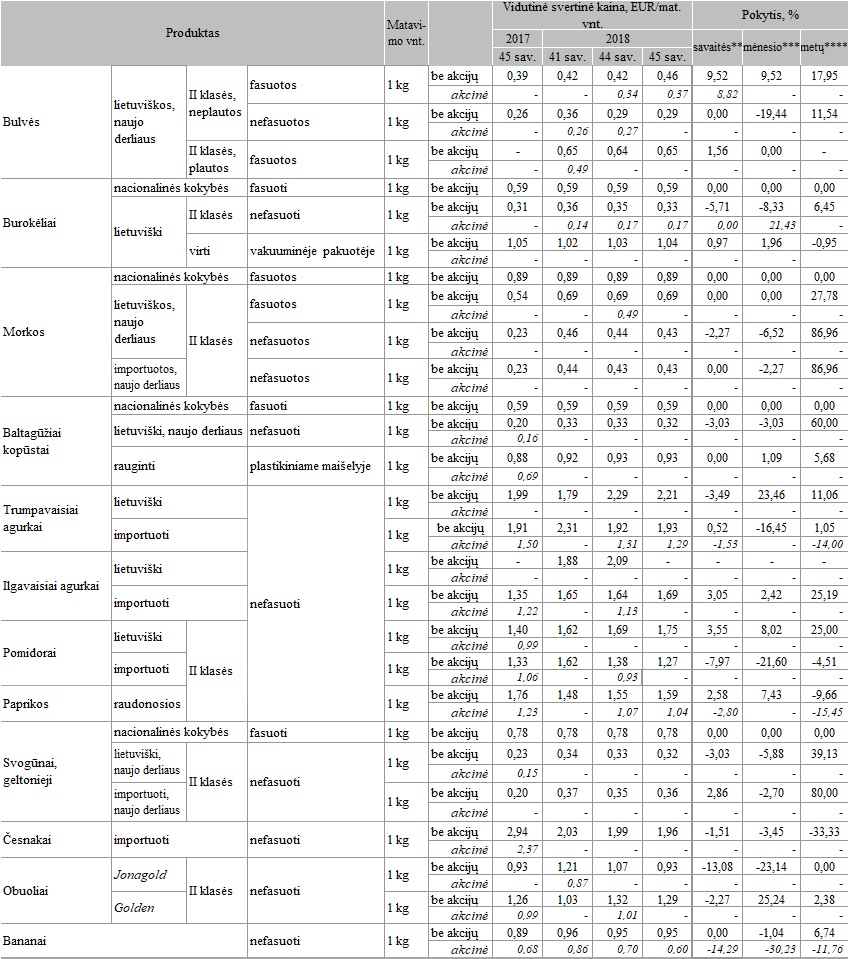 Produktas Matavi-mo vnt. Vidutinė svertinė kaina, EUR/mat. vnt. Pokytis, %
2017 2018 savaitės** mėnesio*** metų****
45 sav. 41 sav. 44 sav. 45 sav.
Bulvės lietuviškos, naujo derliaus II klasės, neplautos fasuotos 1 kg be akcijų 0,39 0,42 0,42 0,46 9,52 9,52 17,95
akcinė - - 0,34 0,37 8,82 - -
nefasuotos 1 kg be akcijų 0,26 0,36 0,29 0,29 0,00 -19,44 11,54
akcinė - 0,26 0,27 - - - -
II klasės, plautos fasuotos 1 kg be akcijų - 0,65 0,64 0,65 1,56 0,00 -
akcinė - 0,49 - - - - -
Burokėliai nacionalinės kokybės fasuoti 1 kg be akcijų 0,59 0,59 0,59 0,59 0,00 0,00 0,00
lietuviški II klasės nefasuoti 1 kg be akcijų 0,31 0,36 0,35 0,33 -5,71 -8,33 6,45
akcinė - 0,14 0,17 0,17 0,00 21,43 -
virti vakuuminėje pakuotėje 1 kg be akcijų 1,05 1,02 1,03 1,04 0,97 1,96 -0,95
akcinė - - - - - - -
Morkos nacionalinės kokybės fasuotos 1 kg be akcijų 0,89 0,89 0,89 0,89 0,00 0,00 0,00
lietuviškos, naujo derliaus II klasės fasuotos 1 kg be akcijų 0,54 0,69 0,69 0,69 0,00 0,00 27,78
akcinė - - 0,49 - - - -
nefasuotos 1 kg be akcijų 0,23 0,46 0,44 0,43 -2,27 -6,52 86,96
akcinė - - - - - - -
importuotos, naujo derliaus nefasuotos 1 kg be akcijų 0,23 0,44 0,43 0,43 0,00 -2,27 86,96
akcinė - - - - - - -
Baltagūžiai kopūstai nacionalinės kokybės fasuoti 1 kg be akcijų 0,59 0,59 0,59 0,59 0,00 0,00 0,00
lietuviški, naujo derliaus nefasuoti 1 kg be akcijų 0,20 0,33 0,33 0,32 -3,03 -3,03 60,00
akcinė 0,16 - - - - - -
rauginti plastikiniame maišelyje 1 kg be akcijų 0,88 0,92 0,93 0,93 0,00 1,09 5,68
akcinė 0,69 - - - - - -
Trumpavaisiai agurkai lietuviški nefasuoti 1 kg be akcijų 1,99 1,79 2,29 2,21 -3,49 23,46 11,06
akcinė - - - - - - -
importuoti 1 kg be akcijų 1,91 2,31 1,92 1,93 0,52 -16,45 1,05
akcinė 1,50 - 1,31 1,29 -1,53 - -14,00
Ilgavaisiai agurkai lietuviški 1 kg be akcijų - 1,88 2,09 - - - -
akcinė - - - - - - -
importuoti 1 kg be akcijų 1,35 1,65 1,64 1,69 3,05 2,42 25,19
akcinė 1,22 - 1,13 - - - -
Pomidorai lietuviški II klasės 1 kg be akcijų 1,40 1,62 1,69 1,75 3,55 8,02 25,00
akcinė 0,99 - - - - - -
importuoti 1 kg be akcijų 1,33 1,62 1,38 1,27 -7,97 -21,60 -4,51
akcinė 1,06 - 0,93 - - - -
Paprikos raudonosios 1 kg be akcijų 1,76 1,48 1,55 1,59 2,58 7,43 -9,66
akcinė 1,23 - 1,07 1,04 -2,80 - -15,45
Svogūnai, geltonieji nacionalinės kokybės fasuoti 1 kg be akcijų 0,78 0,78 0,78 0,78 0,00 0,00 0,00
lietuviški, naujo derliaus II klasės nefasuoti 1 kg be akcijų 0,23 0,34 0,33 0,32 -3,03 -5,88 39,13
akcinė 0,15 - - - - - -
importuoti, naujo derliaus 1 kg be akcijų 0,20 0,37 0,35 0,36 2,86 -2,70 80,00
akcinė - - - - - - -
Česnakai importuoti nefasuoti 1 kg be akcijų 2,94 2,03 1,99 1,96 -1,51 -3,45 -33,33
akcinė 2,37 - - - - - -
Obuoliai Jonagold II klasės nefasuoti 1 kg be akcijų 0,93 1,21 1,07 0,93 -13,08 -23,14 0,00
akcinė - 0,87 - - - - -
Golden 1 kg be akcijų 1,26 1,03 1,32 1,29 -2,27 25,24 2,38
akcinė 0,99 - 1,01 - - - -
Bananai nefasuoti 1 kg be akcijų 0,89 0,96 0,95 0,95 0,00 -1,04 6,74
akcinė 0,68 0,86 0,70 0,60 -14,29 -30,23 -11,76